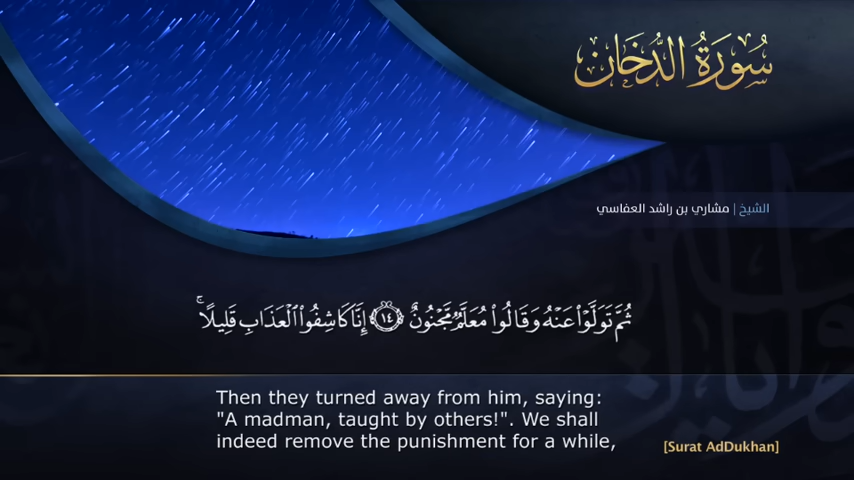 سُورَةُ الدُّخَان
الشيخ | مشاري بن راشد العفاسي
ثُمَّ تَوَلَّوْا۟ عَنْهُ وَقَالُوا۟ مُعَلَّمٌ مَّجْنُونٌ ١٤ إِنَّا كَاشِفُوا۟ ٱلْعَذَابِ قَلِيلًا ۚ
Then they turned away from him, saying:
"A madman, taught by others!". We shall
indeed remove the punishment for a while,
[Surat AdDukhan]